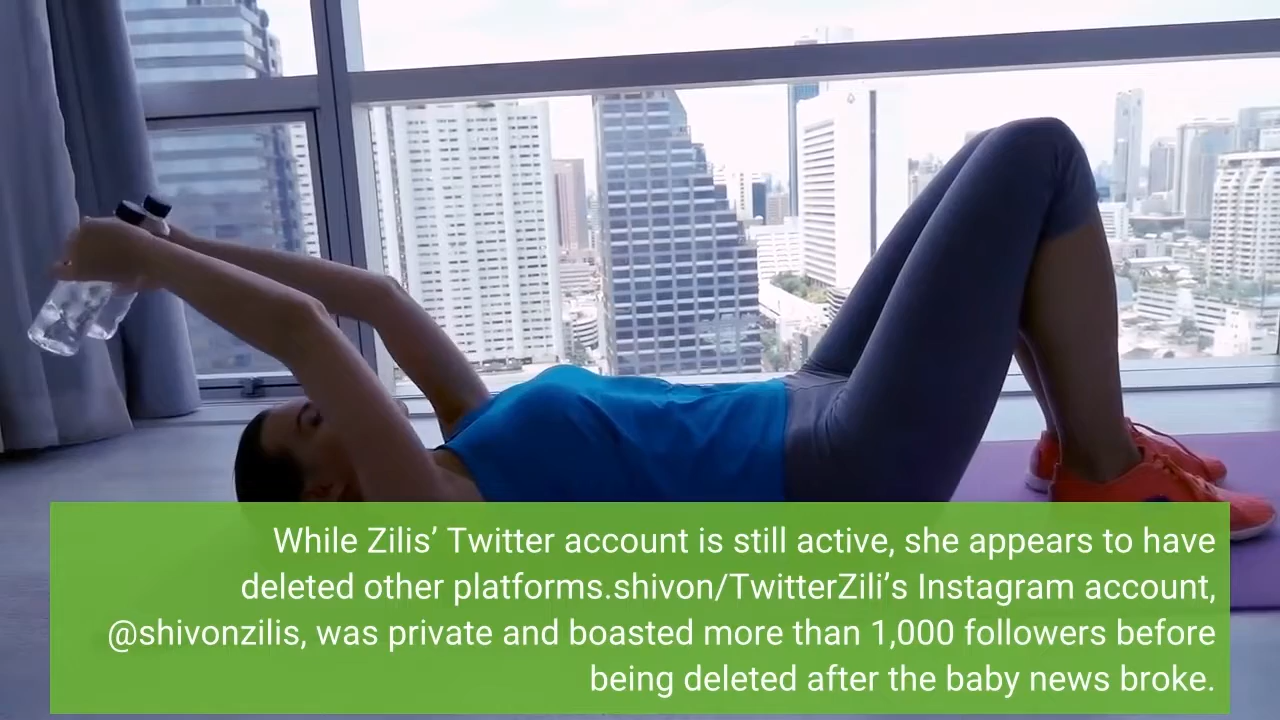 While Zilis’ Twitter account is still active, she appears to have
deleted other platforms.shivon/TwitterZili’s Instagram account,
@shivonzilis, was private and boasted more than 1,000 followers before
being deleted after the baby news broke.